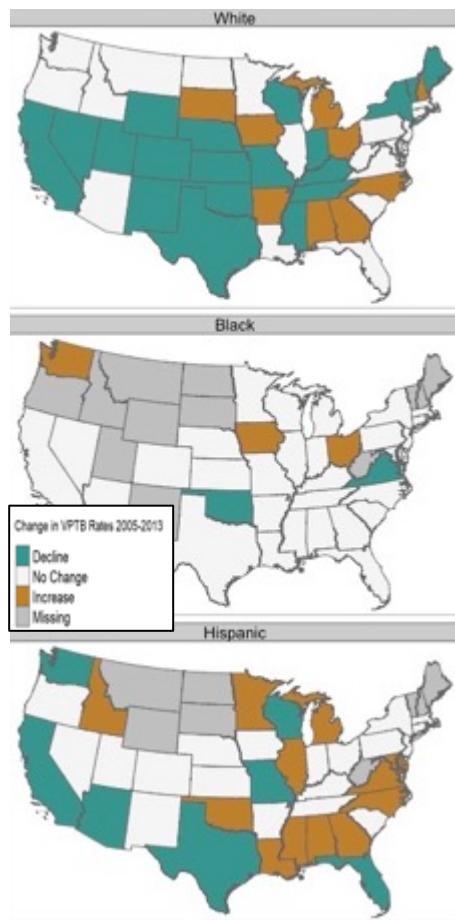 White
Black
Change in VPTB Rates 2005-2013
Decline
No Change
Increase
Missing
Hispanic